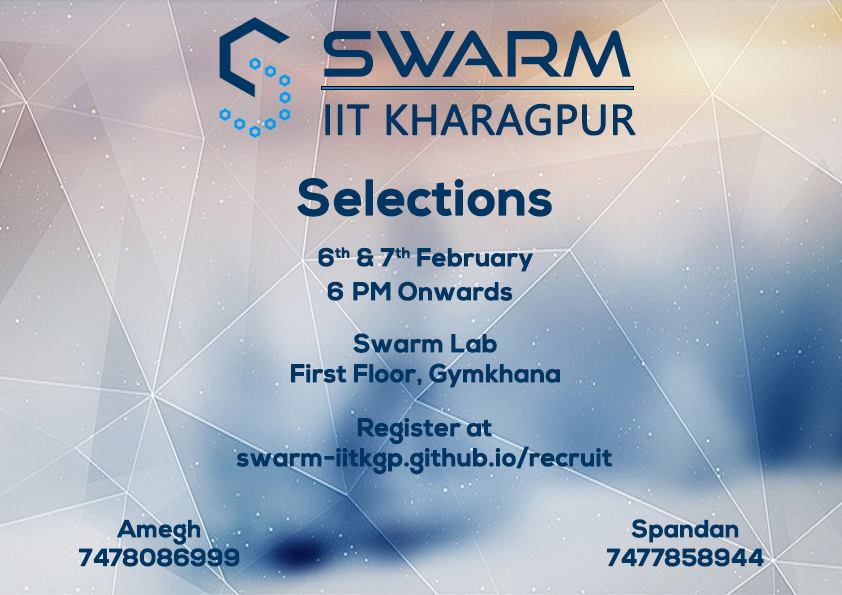 SWARM
IIT KHARAGPUR
Selections
6th & 7th February
6 PM Onwards
Swarm Lab
First Floor, Gymkhana
Register at
swarm-iitkgp.github.io/recruit
Amegh
7478086999
Spandan
7477858944